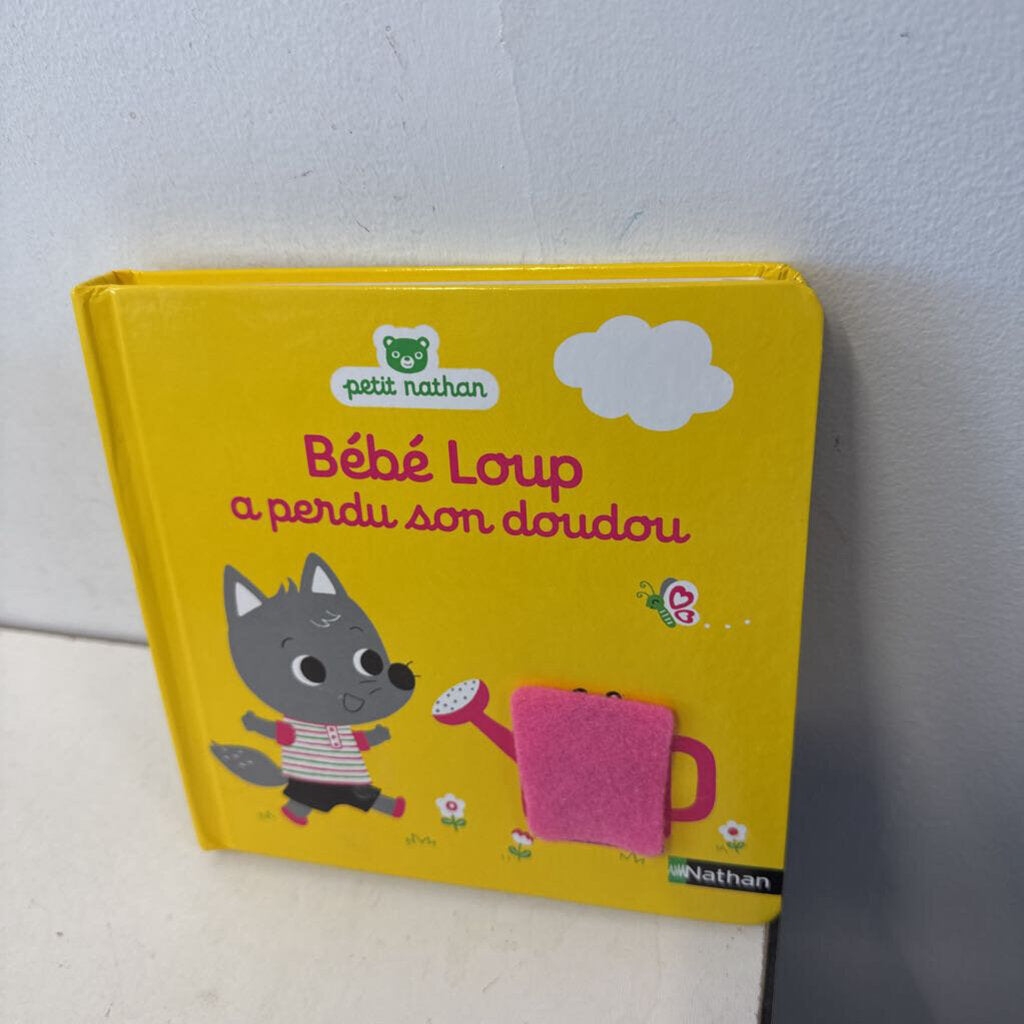 petit nathan
Bébé Loup
a perdu son doudou
Nathan